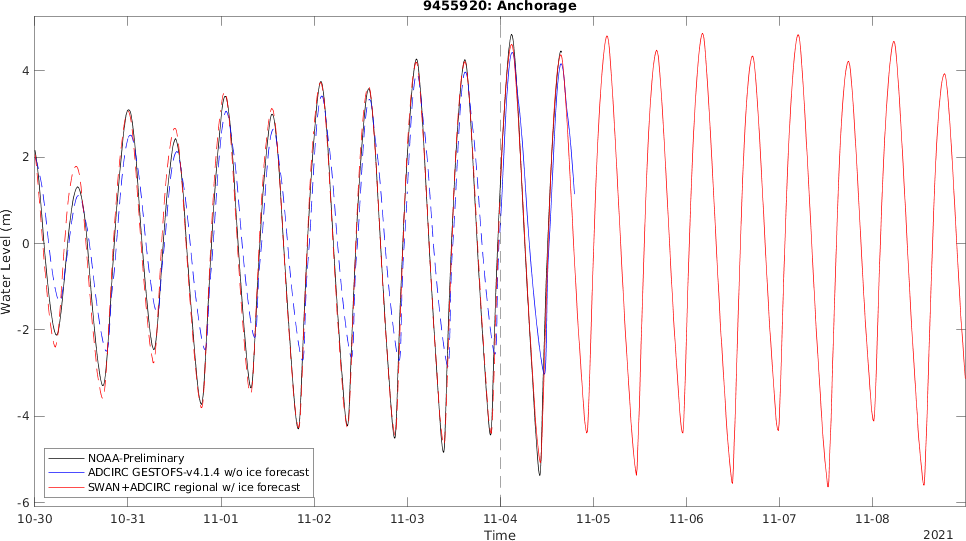 9455920: Anchorage
Water Level (m)
4
2
0
-2
-4
-6
NOAA-Preliminary
ADCIRC GESTOFS-v4.1.4 w/o ice forecast
SWAN+ADCIRC regional w/ ice forecast
10-30 10-31 11-01 11-02 11-03 11-04 11-05 11-06 11-07 11-08
Time
2021